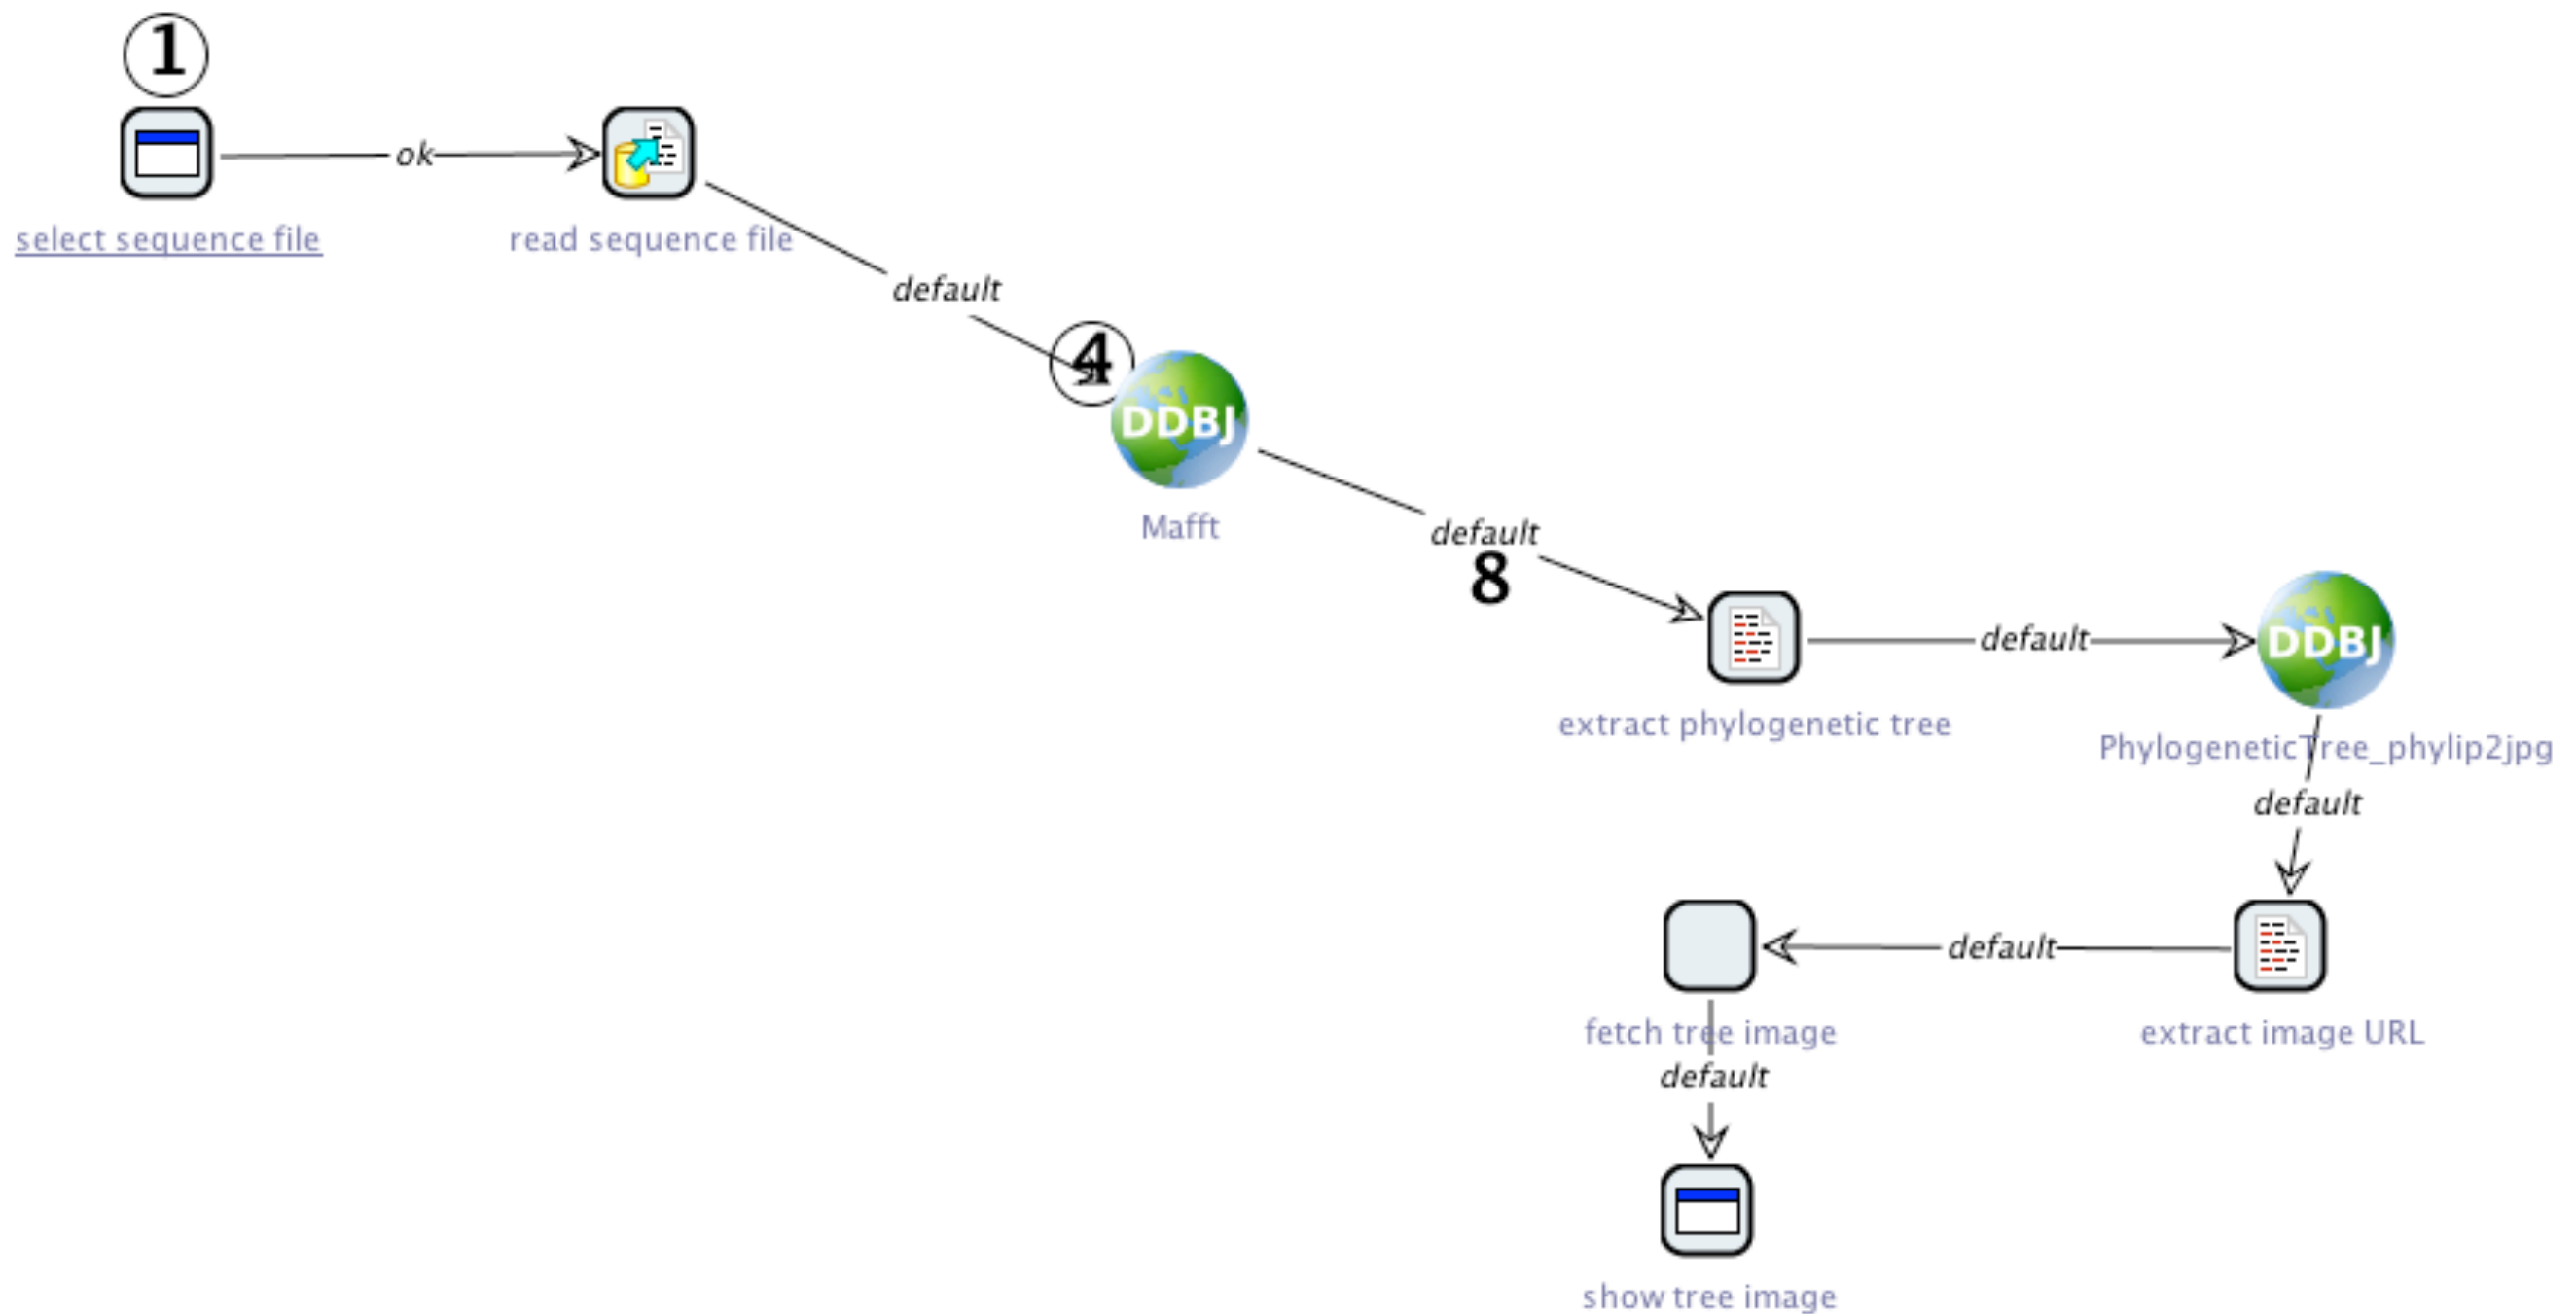 1
ok
select sequence file
read sequence file
default
4
DDBJ
Mafft
default
8
DDBJ
default
extract phylogenetic tree
PhylogeneticTree_phylip2jpg
default
default
fetch tree image
extract image URL
default
show tree image